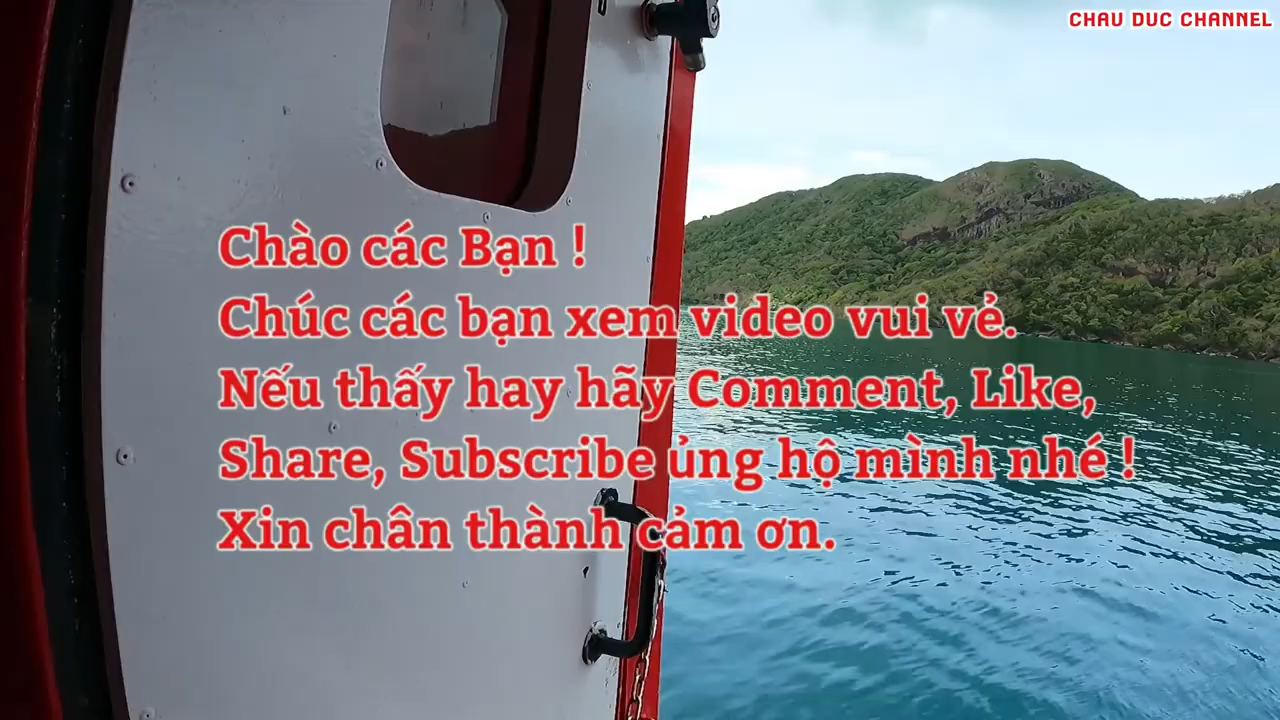 CHAU DUC CHANNEL
Chào các Bạn !
Chúc các bạn xem video vui vẻ.
Nếu thấy hay hãy Comment, Like,
Share, Subscribe ủng hộ mình nhé !
Xin chân thành cảm ơn.